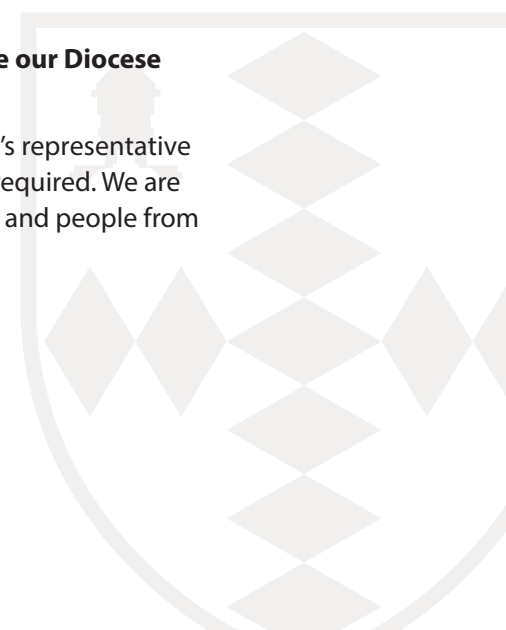 e our Diocese
’s representative
equired. We are
and people from